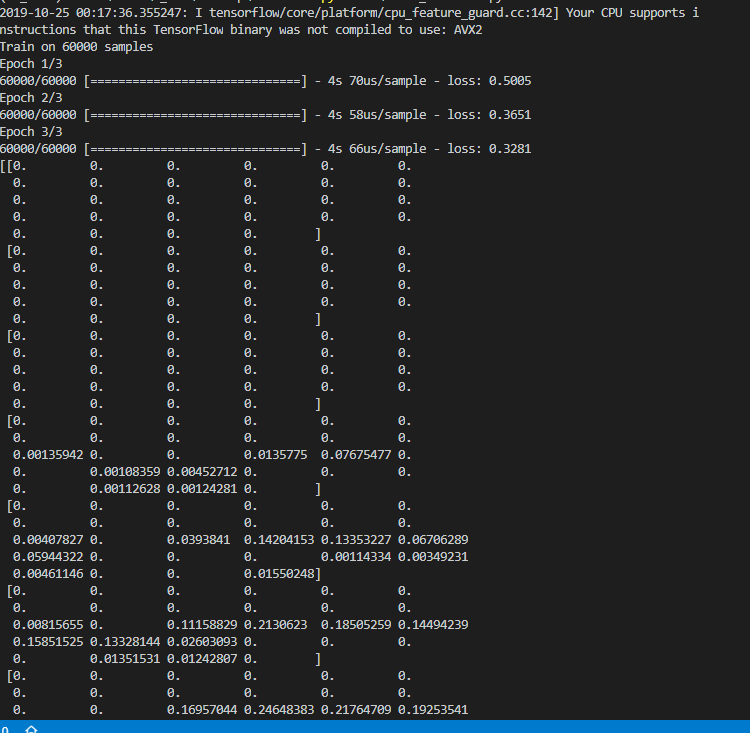 2019-10-25 00:17:36.355247: I tensorflow/core/platform/cpu_feature_guard.cc:142] Your CPU supports i
nstructions that this TensorFlow binary was not compiled to use: AVX2
Train on 60000 samples
Epoch 1/3
60000/60000 [==============================] - 4s 70us/sample - loss: 0.5005
Epoch 2/3
60000/60000 [==============================] - 4s 58us/sample - loss: 0.3651
Epoch 3/3
60000/60000 [==============================] - 4s 66us/sample - loss: 0.3281
[[0.         0.         0.         0.         0.         0.
  0.         0.         0.         0.         0.         0.
  0.         0.         0.         0.         0.         0.
  0.         0.         0.         0.         0.         0.
  0.         0.         0.         0.        ]
 [0.         0.         0.         0.         0.         0.
  0.         0.         0.         0.         0.         0.
  0.         0.         0.         0.         0.         0.
  0.         0.         0.         0.         0.         0.
  0.         0.         0.         0.        ]
 [0.         0.         0.         0.         0.         0.
  0.         0.         0.         0.         0.         0.
  0.         0.         0.         0.         0.         0.
  0.         0.         0.         0.         0.         0.
  0.         0.         0.         0.        ]
 [0.         0.         0.         0.         0.         0.
  0.         0.         0.         0.         0.         0.
  0.00135942 0.         0.         0.0135775  0.07675477 0.
  0.         0.00108359 0.00452712 0.         0.         0.
  0.         0.00112628 0.00124281 0.        ]
 [0.         0.         0.         0.         0.         0.
  0.         0.         0.         0.         0.         0.
  0.00407827 0.         0.0393841  0.14204153 0.13353227 0.06706289
  0.05944322 0.         0.         0.         0.00114334 0.00349231
  0.00461146 0.         0.         0.01550248]
 [0.         0.         0.         0.         0.         0.
  0.         0.         0.         0.         0.         0.
  0.00815655 0.         0.11158829 0.2130623  0.18505259 0.14494239
  0.15851525 0.13328144 0.02603093 0.         0.         0.
  0.         0.01351531 0.01242807 0.        ]
 [0.         0.         0.         0.         0.         0.
  0.         0.         0.         0.         0.         0.
  0.         0.         0.16957044 0.24648383 0.21764709 0.19253541